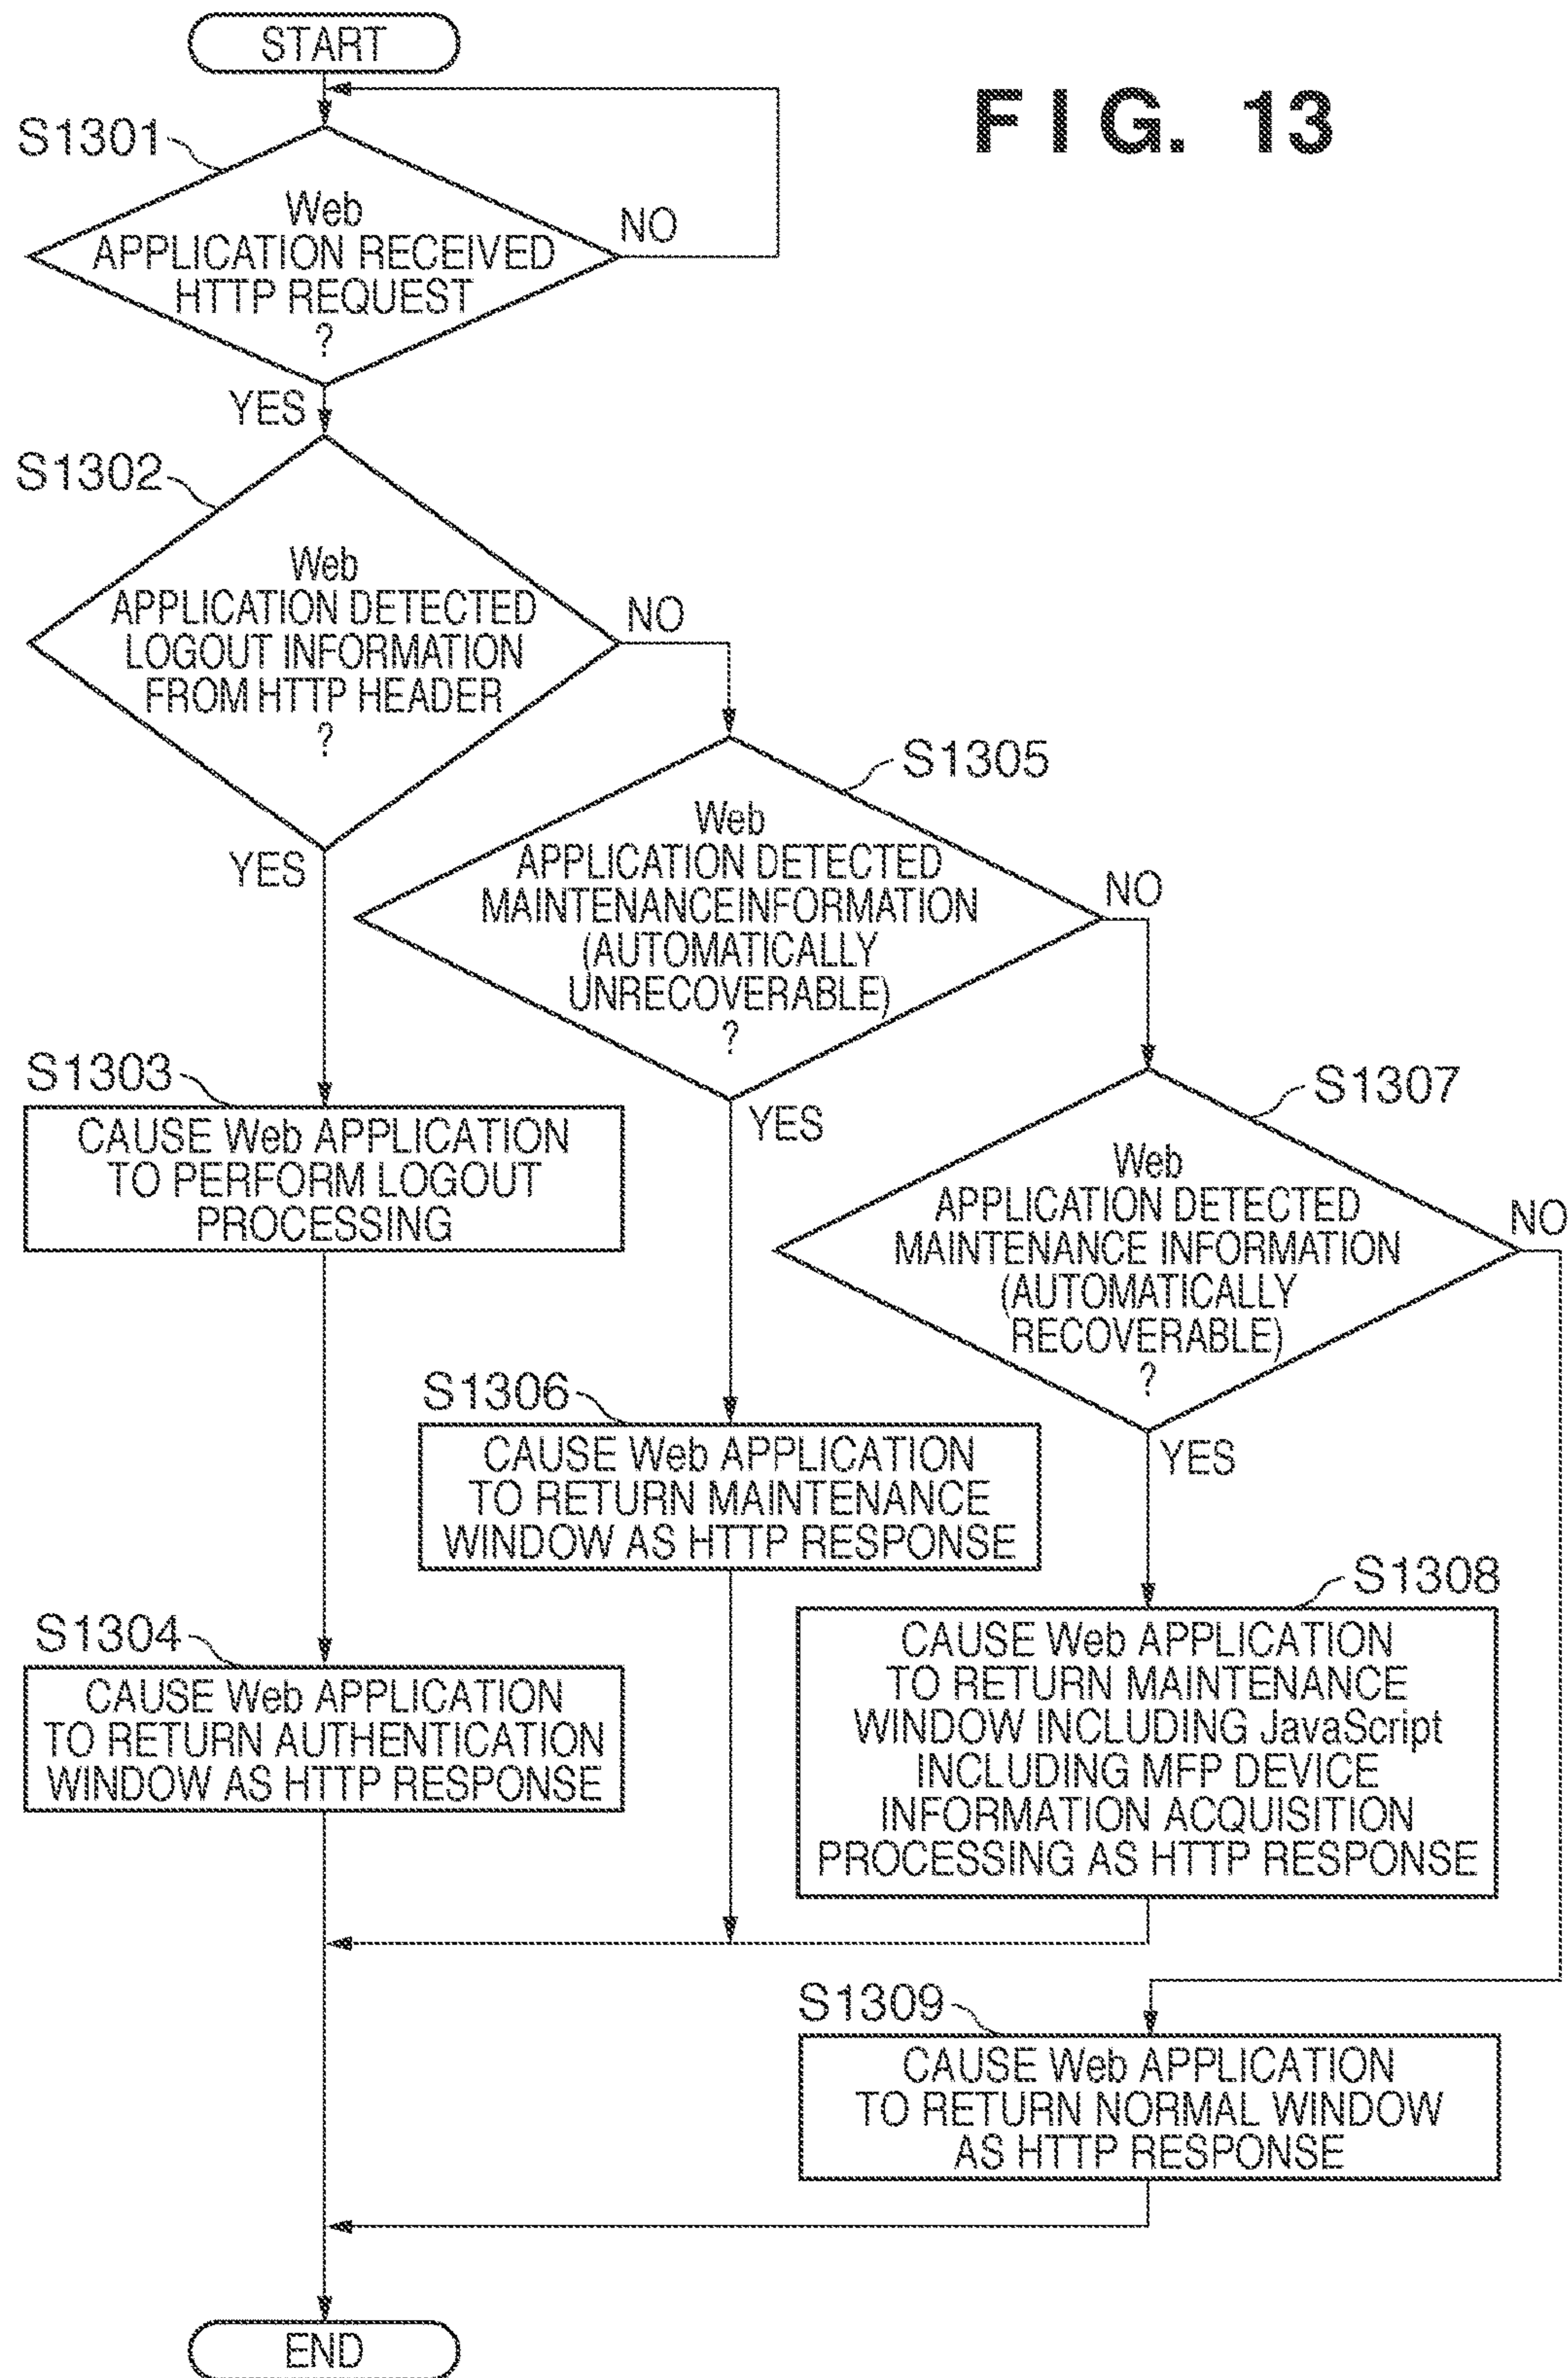 START
FIG. 13
S1301
Web
APPLICATION RECEIVED
HTTP REQUEST
?
NO
YES
S1302
Web
APPLICATION DETECTED
LOGOUT INFORMATION
FROM HTTP HEADER
?
NO
YES
S1305
Web
APPLICATION DETECTED
MAINTENANCEINFORMATION
(AUTOMATICALLY
UNRECOVERABLE)
?
NO
YES
S1303
CAUSE Web APPLICATION
TO PERFORM LOGOUT
PROCESSING
S1307
Web
APPLICATION DETECTED
MAINTENANCE INFORMATION
(AUTOMATICALLY
RECOVERABLE)
?
NO
YES
S1306
CAUSE Web APPLICATION
TO RETURN MAINTENANCE
WINDOW AS HTTP RESPONSE
S1308
CAUSE Web APPLICATION
TO RETURN MAINTENANCE
WINDOW INCLUDING JavaScript
INCLUDING MFP DEVICE
INFORMATION ACQUISITION
PROCESSING AS HTTP RESPONSE
S1304
CAUSE Web APPLICATION
TO RETURN AUTHENTICATION
WINDOW AS HTTP RESPONSE
S1309
CAUSE Web APPLICATION
TO RETURN NORMAL WINDOW
AS HTTP RESPONSE
END